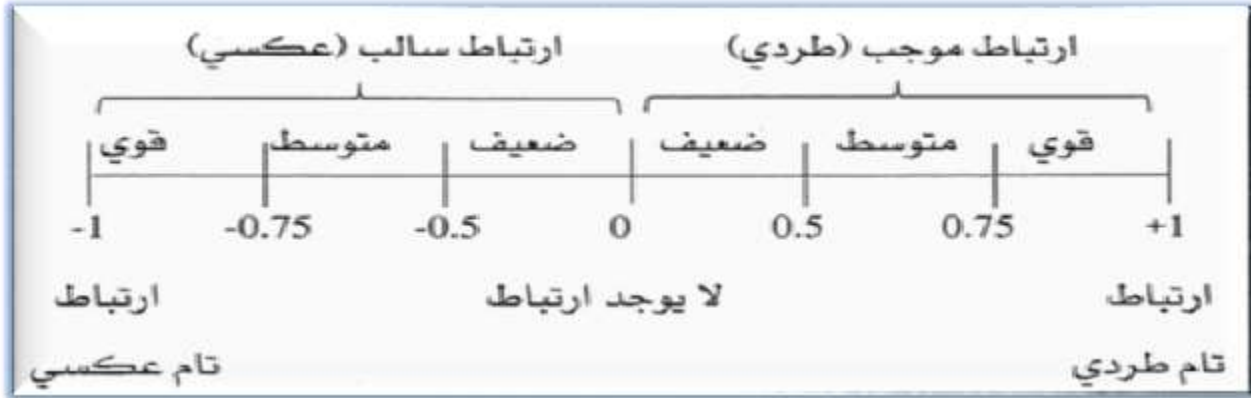 ارتباط موجب (طردي) ارتباط سالب (عكسي)
قوي متوسط ضعيف ضعيف متوسط قوي
-1 -0.75 -0.5 0 0.5 0.75 +1
ارتباط لا يوجد ارتباط ارتباط
تام طردي تام عكسي